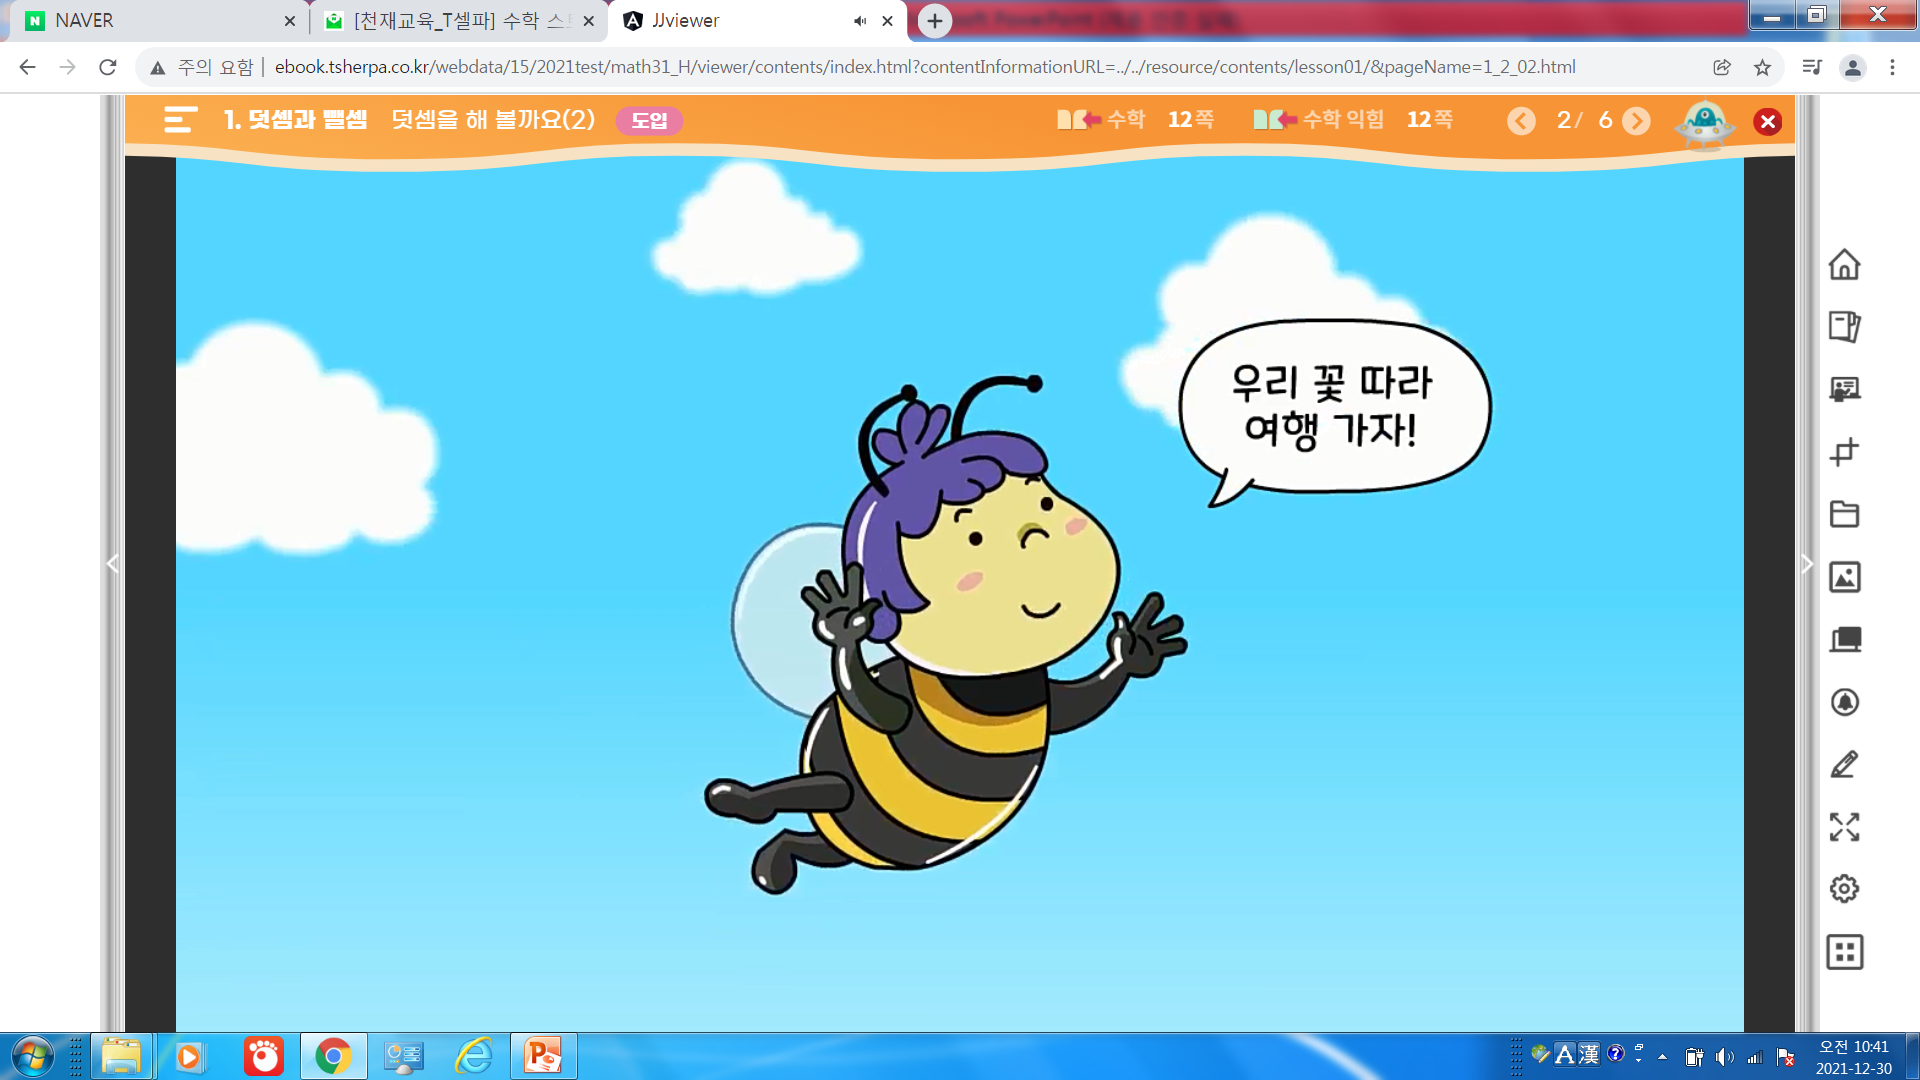 NAVER
[천재교육_T셀파] 수학 스
JJviewer
주의 요함
ebook.tsherpa.co.kr/webdata/15/2021test/math31_H/viewer/contents/index.html?contentInformationURL=../../resource/contents/lesson01/&pageName=1_2_02.html
1. 덧셈과 뺄셈 덧셈을 해 볼까요(2) 도입
수학 12쪽 수학 익힘 12쪽 2/ 6
우리 꽃 따라
여행 가자!
A 漢
오전 10:41
2021-12-30